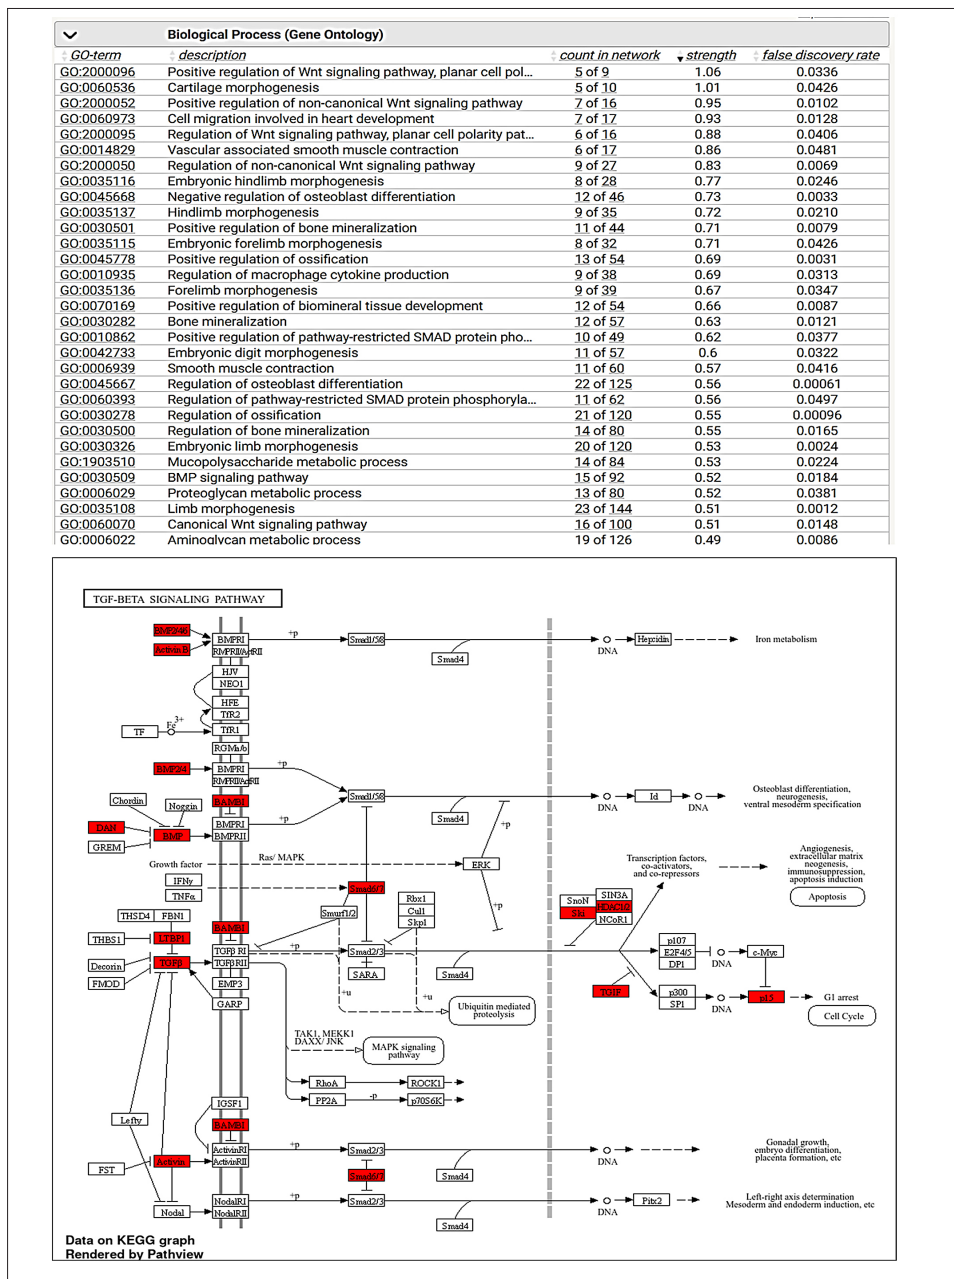 Biological Process (Gene Ontology)
GO-term description count in network strength false discovery rate
GO:2000096 Positive regulation of Wnt signaling pathway, planar cell pol... 5 of 9 1.06 0.0336
GO:0060536 Cartilage morphogenesis 5 of 10 1.01 0.0426
GO:2000052 Positive regulation of non-canonical Wnt signaling pathway 7 of 16 0.95 0.0102
GO:0060973 Cell migration involved in heart development 7 of 17 0.93 0.0128
GO:2000095 Regulation of Wnt signaling pathway, planar cell polarity pat... 6 of 16 0.88 0.0406
GO:0014829 Vascular associated smooth muscle contraction 6 of 17 0.86 0.0481
GO:2000050 Regulation of non-canonical Wnt signaling pathway 9 of 27 0.83 0.0069
GO:0035116 Embryonic hindlimb morphogenesis 8 of 28 0.77 0.0246
GO:0045668 Negative regulation of osteoblast differentiation 12 of 46 0.73 0.0033
GO:0035137 Hindlimb morphogenesis 9 of 35 0.72 0.0210
GO:0030501 Positive regulation of bone mineralization 11 of 44 0.71 0.0079
GO:0035115 Embryonic forelimb morphogenesis 8 of 32 0.71 0.0426
GO:0045778 Positive regulation of ossification 13 of 54 0.69 0.0031
GO:0010935 Regulation of macrophage cytokine production 9 of 38 0.69 0.0313
GO:0035136 Forelimb morphogenesis 9 of 39 0.67 0.0347
GO:0070169 Positive regulation of biomineral tissue development 12 of 54 0.66 0.0087
GO:0030282 Bone mineralization 12 of 57 0.63 0.0121
GO:0010862 Positive regulation of pathway-restricted SMAD protein pho... 10 of 49 0.62 0.0377
GO:0042733 Embryonic digit morphogenesis 11 of 57 0.6 0.0322
GO:0006939 Smooth muscle contraction 11 of 60 0.57 0.0416
GO:0045667 Regulation of osteoblast differentiation 22 of 125 0.56 0.00061
GO:0060393 Regulation of pathway-restricted SMAD protein phosphoryla... 11 of 62 0.56 0.0497
GO:0030278 Regulation of ossification 21 of 120 0.55 0.00096
GO:0030500 Regulation of bone mineralization 14 of 80 0.55 0.0165
GO:0030326 Embryonic limb morphogenesis 20 of 120 0.53 0.0024
GO:1903510 Mucopolysaccharide metabolic process 14 of 84 0.53 0.0224
GO:0030509 BMP signaling pathway 15 of 92 0.52 0.0184
GO:0006029 Proteoglycan metabolic process 13 of 80 0.52 0.0381
GO:0035108 Limb morphogenesis 23 of 144 0.51 0.0012
GO:0060070 Canonical Wnt signaling pathway 16 of 100 0.51 0.0148
GO:0006022 Aminoglycan metabolic process 19 of 126 0.49 0.0086
TGF-BETA SIGNALING PATHWAY
Activin B
BMPRI
+p
Smad1/5/8
Smad4
DNA
Hepcidin
Iron metabolism
HJV
NEO1
HFE
TfR2
TF
Fe3+
TfR1
RGMa/b
BMP2/4
BMPRI
+p
Smad1/5/8
Smad4
DNA
Id
DNA
Osteoblast differentiation,
neurogenesis,
ventral mesoderm specification
Chordin
Noggin
BAMBI
DAN
GREM
BMP
BMPRI
BMPRII
+p
+p
Growth factor
Ras/ MAPK
ERK
Transcription factors,
co-activators,
and co-repressors
Angiogenesis,
extracellular matrix
neogenesis,
immunosuppression,
apoptosis induction
Apoptosis
IFNγ
TNFα
Smad6/7
Smurf1/2
Rbx1
Cul1
Skp1
+p
SnoN
Ski
SIN3A
HDAC1/2
NCoR1
THSD4
FBN1
BAMBI
THBS1
LTBP1
Decorin
FMOD
TGFβ
TGFβ RI
TGFβ RII
+p
Smad2/3
SARA
Smad4
p107
E2F4/5
DP1
DNA
c-Myc
EMP3
GARP
+u
+u
Ubiquitin mediated
proteolysis
TGIF
p300
SP1
DNA
p15
G1 arrest
Cell Cycle
TAK1, MEKK1
DAXX/ JNK
MAPK signaling
pathway
RhoA
ROCK1
PP2A
-p
p70S6K
IGSF1
Lefty
BAMBI
FST
Activin
ActivinRI
ActivinRII
+p
Smad2/3
Smad4
DNA
Gonadal growth,
embryo differentiation,
placenta formation, etc
Smad6/7
Nodal
NodalRI
NodalRII
+p
Smad2/3
Smad4
DNA
Pitx2
Left-right axis determination
Mesoderm and endoderm induction, etc
Data on KEGG graph
Rendered by Pathview